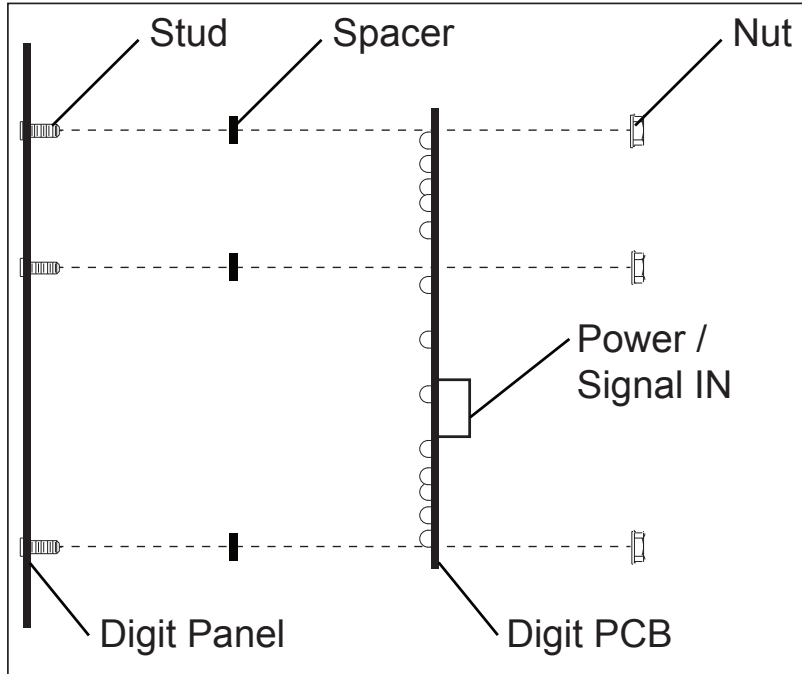 Stud
Spacer
Nut
Power /
Signal IN
Digit Panel
Digit PCB